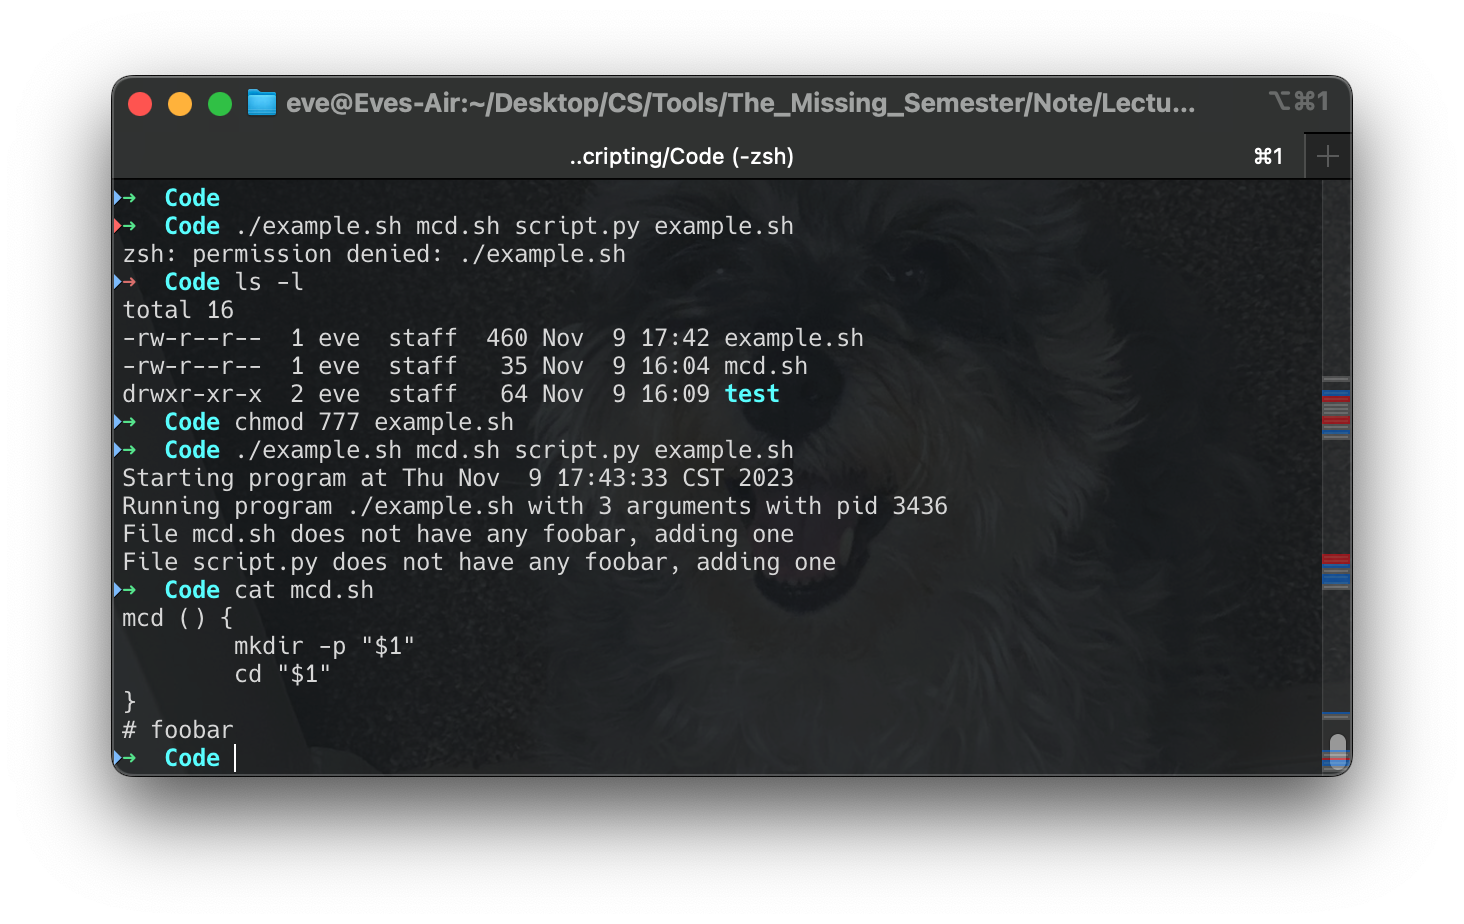 eve@Eves-Air:~/Desktop/CS/Tools/The_Missing_Semester/Note/Lectu... ⌥⌘1
..cripting/Code (-zsh) ⌘1
➜ Code
➜ Code ./example.sh mcd.sh script.py example.sh
zsh: permission denied: ./example.sh
➜ Code ls -l
total 16
-rw-r--r--  1 eve  staff  460 Nov  9 17:42 example.sh
-rw-r--r--  1 eve  staff   35 Nov  9 16:04 mcd.sh
drwxr-xr-x  2 eve  staff   64 Nov  9 16:09 test
➜ Code chmod 777 example.sh
➜ Code ./example.sh mcd.sh script.py example.sh
Starting program at Thu Nov  9 17:43:33 CST 2023
Running program ./example.sh with 3 arguments with pid 3436
File mcd.sh does not have any foobar, adding one
File script.py does not have any foobar, adding one
➜ Code cat mcd.sh
mcd () {
        mkdir -p "$1"
        cd "$1"
}
# foobar
➜ Code